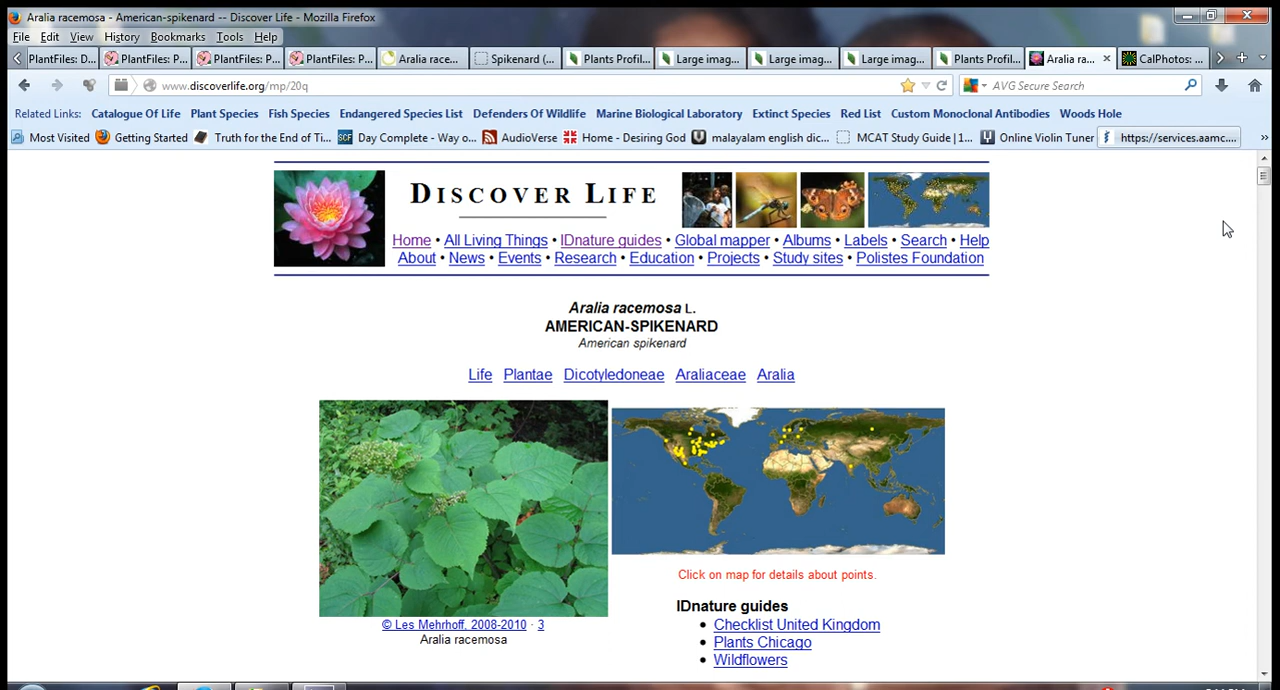 Aralia racemosa - American-spikenard -- Discover Life - Mozilla Firefox
File Edit View History Bookmarks Tools Help
PlantFiles: D... PlantFiles: P... PlantFiles: P... PlantFiles: P... Aralia race... Spikenard (... Plants Profil... Large imag... Large imag... Large imag... Plants Profil... Aralia ra... CalPhotos: ...
www.discoverlife.org/mp/20q AVG Secure Search
Related Links: Catalogue Of Life Plant Species Fish Species Endangered Species List Defenders Of Wildlife Marine Biological Laboratory Extinct Species Red List Custom Monoclonal Antibodies Woods Hole
Most Visited Getting Started Truth for the End of Ti... SCF Day Complete - Way o... AudioVerse Home - Desiring God malayalam english dic... MCAT Study Guide | 1... Online Violin Tuner https://services.aamc....
DISCOVER LIFE
Home • All Living Things • IDnature guides • Global mapper • Albums • Labels • Search • Help
About • News • Events • Research • Education • Projects • Study sites • Polistes Foundation
Aralia racemosa L.
AMERICAN-SPIKENARD
American spikenard
Life Plantae Dicotyledoneae Araliaceae Aralia
Click on map for details about points.
© Les Mehrhoff, 2008-2010 · 3
Aralia racemosa
IDnature guides
• Checklist United Kingdom
• Plants Chicago
• Wildflowers